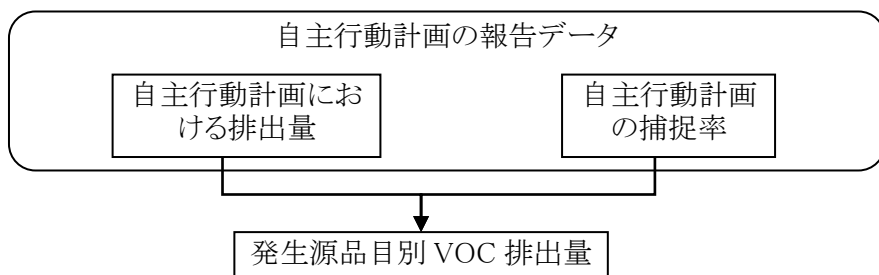 自主行動計画の報告データ
自主行動計画にお
ける排出量
自主行動計画
の捕捉率
発生源品目別 VOC 排出量